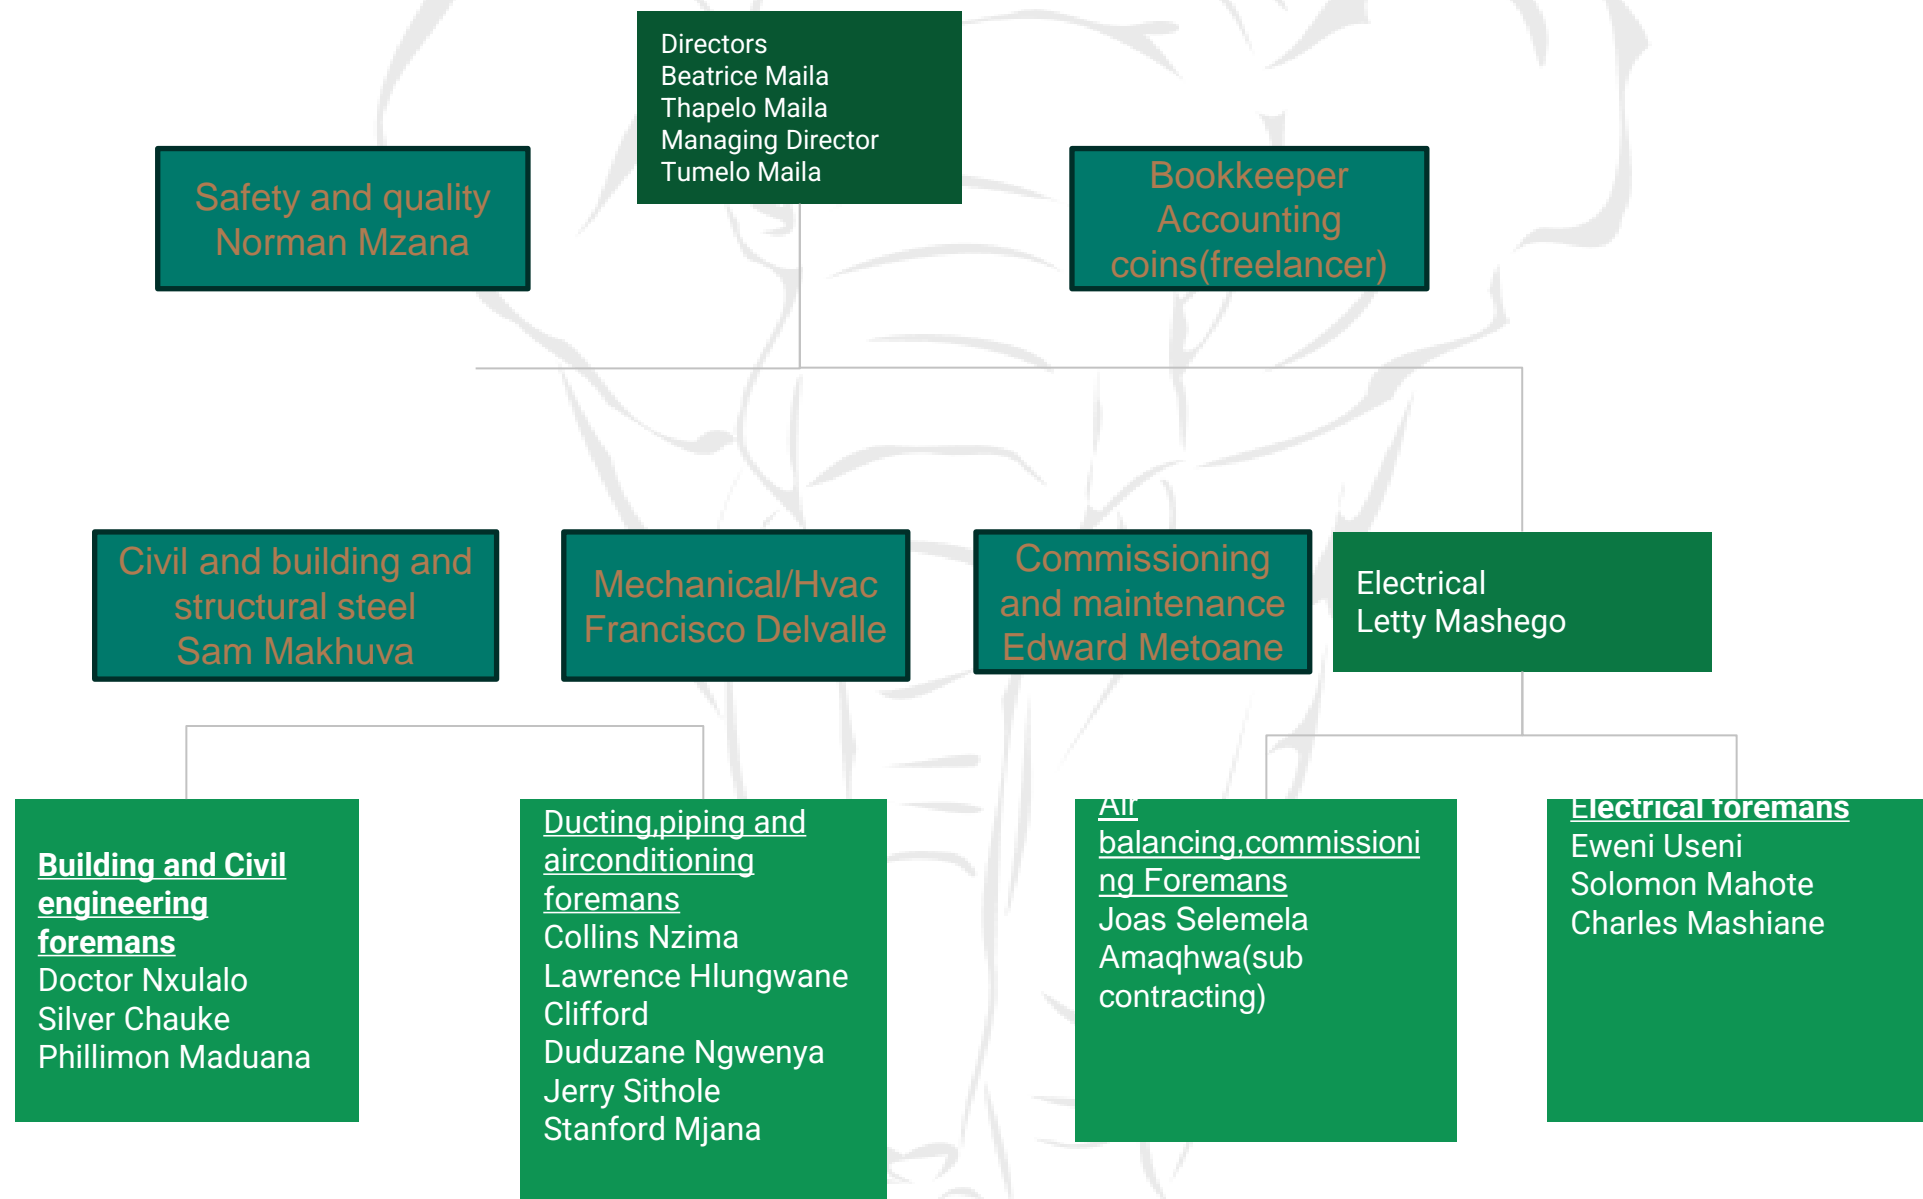 Directors
Beatrice Maila
Thapelo Maila
Managing Director
Tumelo Maila
Safety and quality
Norman Mzana
Bookkeeper
Accounting
coins(freelancer)
Civil and building and
structural steel
Sam Makhuva
Mechanical/Hvac
Francisco Delvalle
Commissioning
and maintenance
Edward Metoane
Electrical
Letty Mashego
Building and Civil
engineering
foremans
Doctor Nxulalo
Silver Chauke
Phillimon Maduana
Ducting,piping and
airconditioning
foremans
Collins Nzima
Lawrence Hlungwane
Clifford
Duduzane Ngwenya
Jerry Sithole
Stanford Mjana
Air
balancing,commissioni
ng Foremans
Joas Selemela
Amaqhwa(sub
contracting)
Electrical foremans
Eweni Useni
Solomon Mahote
Charles Mashiane